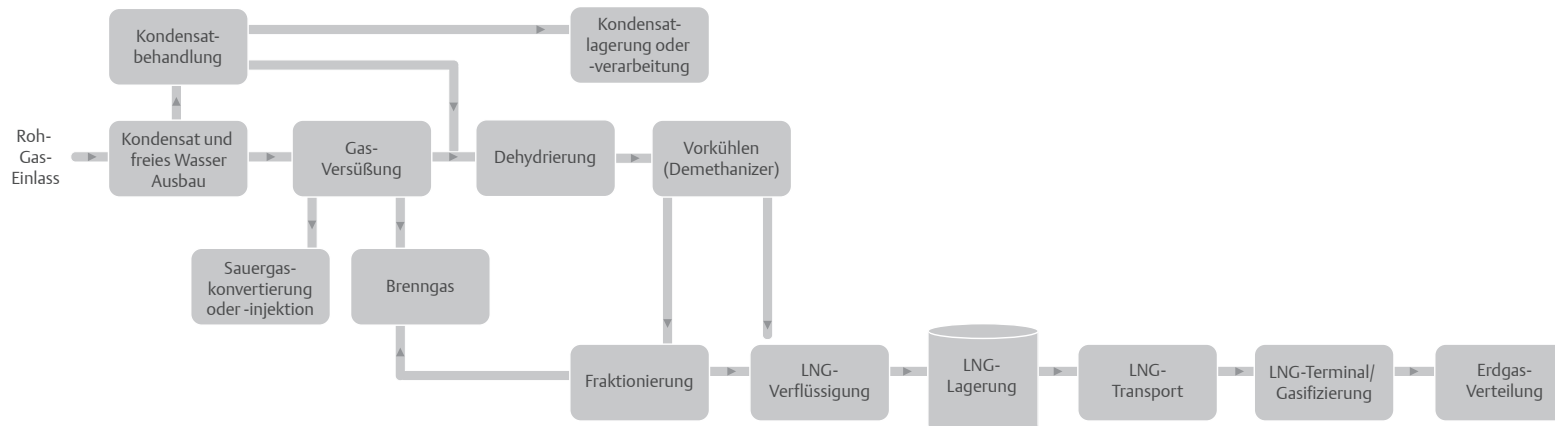 Kondensat-
behandlung
Kondensat-
lagerung oder
-verarbeitung
Roh-
Gas-
Einlass
Kondensat und
freies Wasser
Ausbau
Gas-
Versüßung
Dehydrierung
Vorkühlen
(Demethanizer)
Sauergas-
konvertierung
oder -injektion
Brenngas
Fraktionierung
LNG-
Verflüssigung
LNG-
Lagerung
LNG-
Transport
LNG-Terminal/
Gasifizierung
Erdgas-
Verteilung